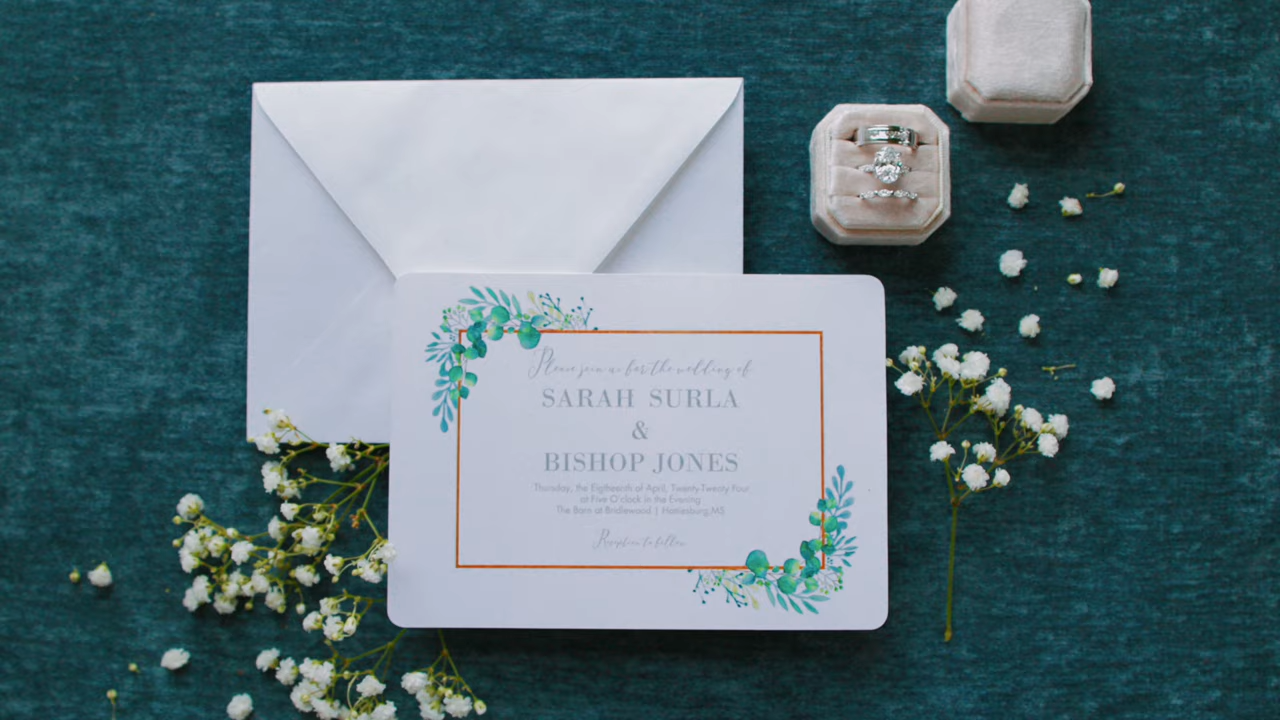 Please join us for the wedding of
SARAH SURLA
&
BISHOP JONES
Thursday, the Eigtheenth of April, Twenty-Twenty Four
at Five O'clock in the Evening
The Barn at Bridlewood | Hattiesburg,MS
Reception to follow